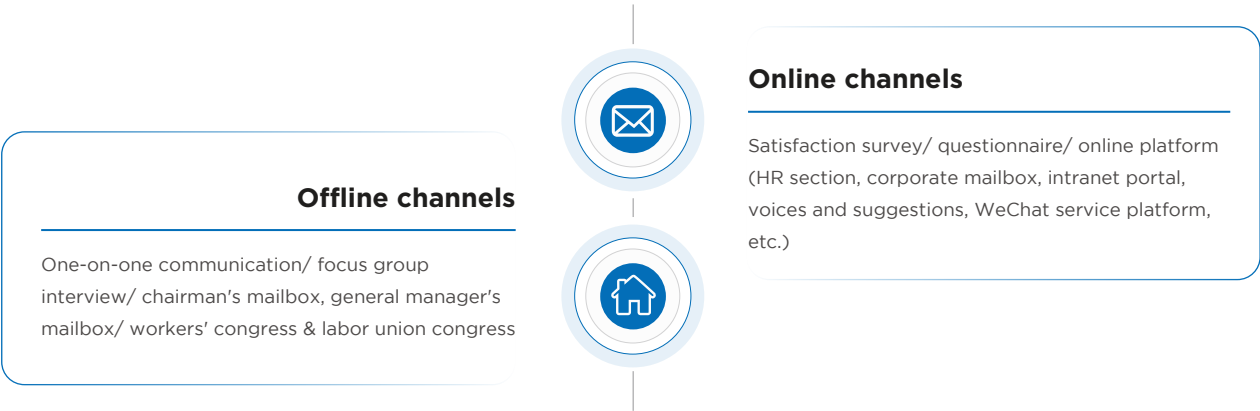 Online channels
Satisfaction survey/ questionnaire/ online platform
(HR section, corporate mailbox, intranet portal,
voices and suggestions, WeChat service platform,
etc.)
Offline channels
One-on-one communication/ focus group
interview/ chairman's mailbox, general manager's
mailbox/ workers' congress & labor union congress